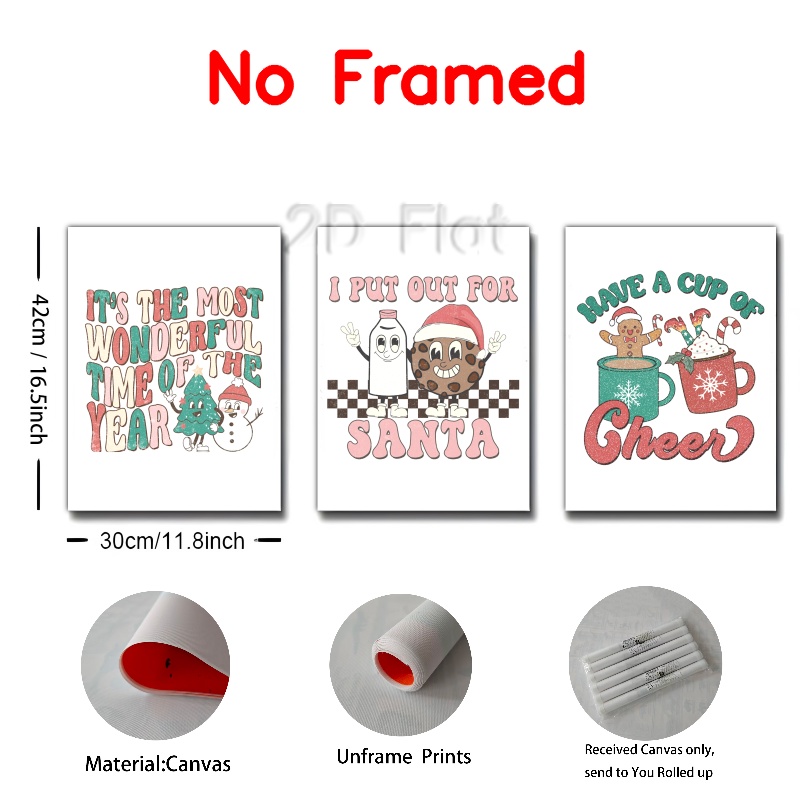 No Framed
2D Flat
42cm / 16.5inch
IT'S THE MOST
WONDERFUL
TIME OF THE
YEAR
I PUT OUT FOR
SANTA
HAVE A CUP OF
Cheer
30cm/11.8inch
Material:Canvas
Unframe Prints
Received Canvas only,
send to You Rolled up